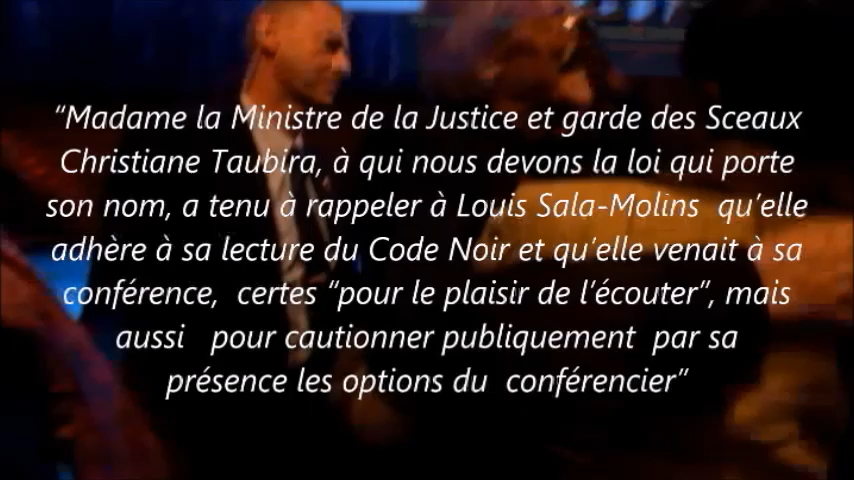 “Madame la Ministre de la Justice et garde des Sceaux
Christiane Taubira, à qui nous devons la loi qui porte
son nom, a tenu à rappeler à Louis Sala-Molins qu’elle
adhère à sa lecture du Code Noir et qu’elle venait à sa
conférence, certes “pour le plaisir de l’écouter”, mais
aussi pour cautionner publiquement par sa
présence les options du conférencier”